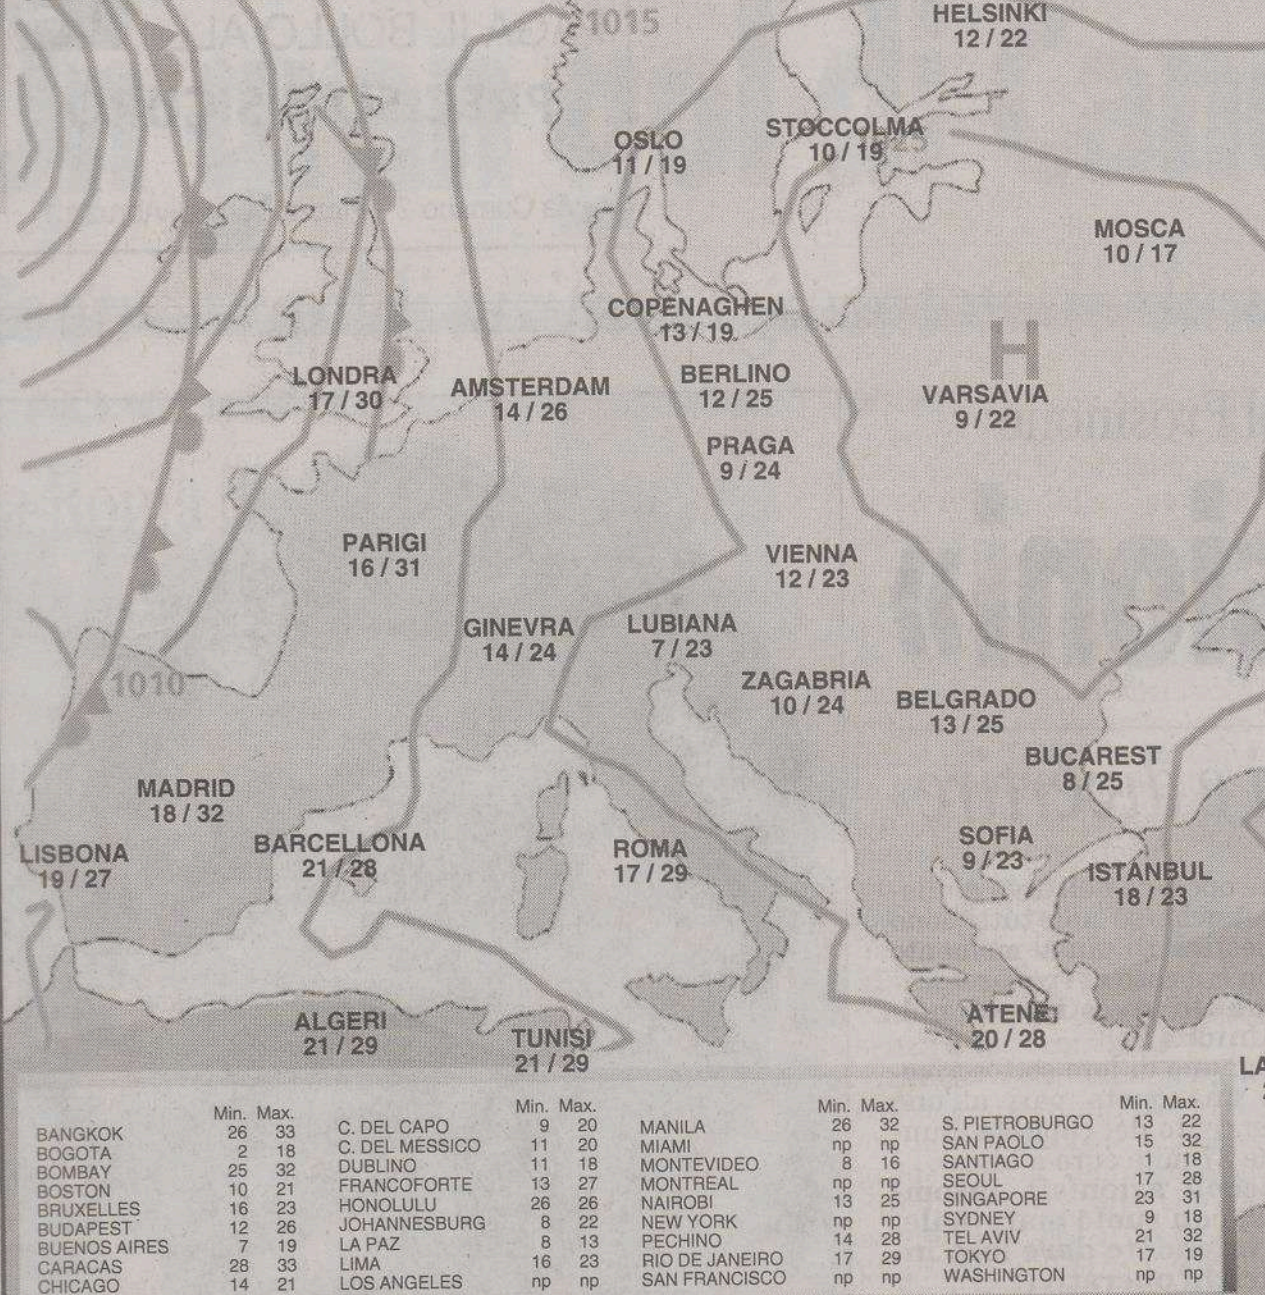 1015
HELSINKI
12 / 22
OSLO
11 / 19
STOCCOLMA
10 / 19
MOSCA
10 / 17
COPENAGHEN
13 / 19
H
LONDRA
17 / 30
AMSTERDAM
14 / 26
BERLINO
12 / 25
VARSAVIA
9 / 22
PRAGA
9 / 24
PARIGI
16 / 31
VIENNA
12 / 23
GINEVRA
14 / 24
LUBIANA
7 / 23
1010
ZAGABRIA
10 / 24
BELGRADO
13 / 25
BUCAREST
8 / 25
MADRID
18 / 32
LISBONA
19 / 27
BARCELLONA
21 / 28
ROMA
17 / 29
SOFIA
9 / 23
ISTANBUL
18 / 23
ALGERI
21 / 29
TUNISI
21 / 29
ATENE
20 / 28
LA
Min. Max.
BANGKOK 26 33
BOGOTA 2 18
BOMBAY 25 32
BOSTON 10 21
BRUXELLES 16 23
BUDAPEST 12 26
BUENOS AIRES 7 19
CARACAS 28 33
CHICAGO 14 21
Min. Max.
C. DEL CAPO 9 20
C. DEL MESSICO 11 20
DUBLINO 11 18
FRANCOFORTE 13 27
HONOLULU 26 26
JOHANNESBURG 8 22
LA PAZ 8 13
LIMA 16 23
LOS ANGELES np np
Min. Max.
MANILA 26 32
MIAMI np np
MONTEVIDEO 8 16
MONTREAL np np
NAIROBI 13 25
NEW YORK np np
PECHINO 14 28
RIO DE JANEIRO 17 29
SAN FRANCISCO np np
Min. Max.
S. PIETROBURGO 13 22
SAN PAOLO 15 32
SANTIAGO 1 18
SEOUL 17 28
SINGAPORE 23 31
SYDNEY 9 18
TEL AVIV 21 32
TOKYO 17 19
WASHINGTON np np